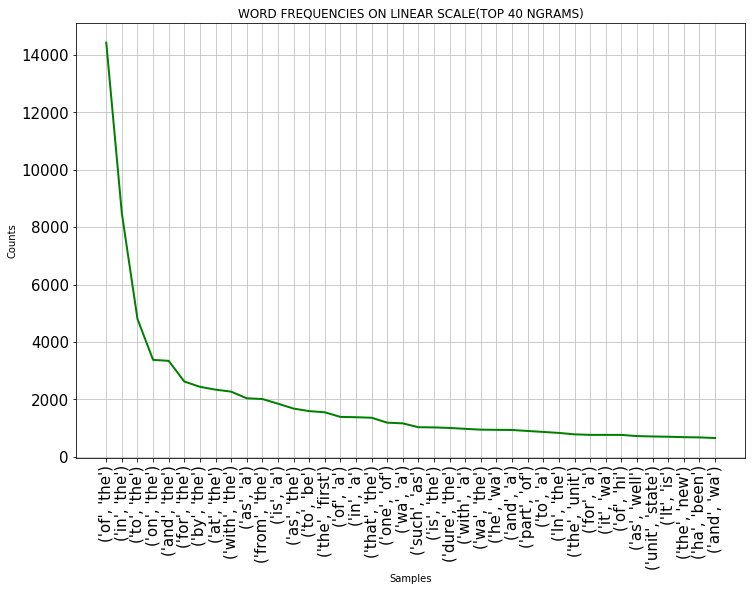 WORD FREQUENCIES ON LINEAR SCALE(TOP 40 NGRAMS)
14000
12000
10000
8000
6000
4000
2000
0
Counts
('of', 'the')
('in', 'the')
('to', 'the')
('on', 'the')
('and', 'the')
('for', 'the')
('by', 'the')
('at', 'the')
('with', 'the')
('as', 'a')
('from', 'the')
('is', 'a')
('as', 'the')
('to', 'be')
('the', 'first')
('of', 'a')
('in', 'a')
('that', 'the')
('one', 'of')
('wa', 'a')
('such', 'as')
('is', 'the')
('dure', 'the')
('with', 'a')
('wa', 'the')
('he', 'wa')
('and', 'a')
('part', 'of')
('to', 'a')
('In', 'the')
('the', 'unit')
('for', 'a')
('it', 'wa')
('of', 'hi')
('as', 'well')
('unit', 'state')
('It', 'is')
('the', 'new')
('ha', 'been')
('and', 'wa')
Samples